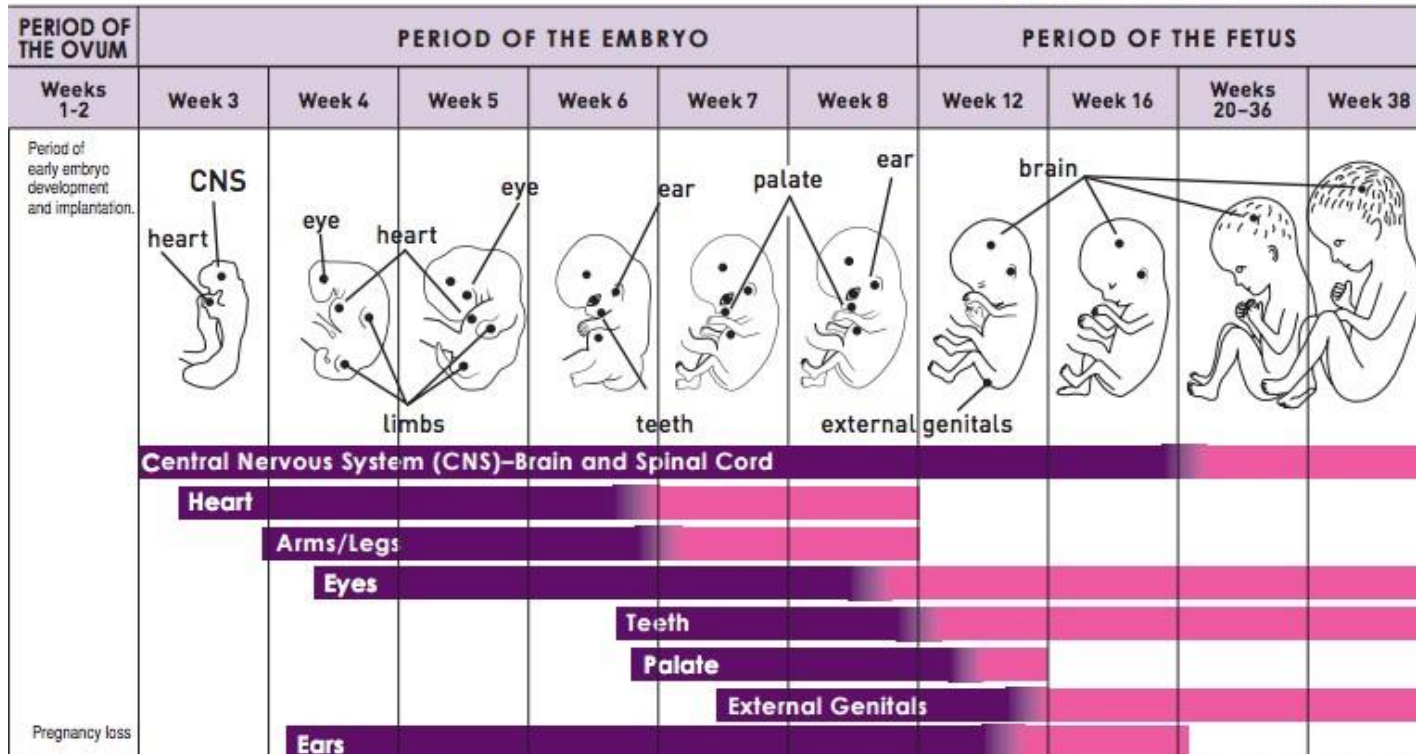 PERIOD OF
THE OVUM
PERIOD OF THE EMBRYO
PERIOD OF THE FETUS
Weeks
1-2
Week 3
Week 4
Week 5
Week 6
Week 7
Week 8
Week 12
Week 16
Weeks
20–36
Week 38
Period of
early embryo
development
and implantation.
CNS
heart
eye
heart
eye
ear
palate
ear
brain
limbs
teeth
external genitals
Central Nervous System (CNS)–Brain and Spinal Cord
Heart
Arms/Legs
Eyes
Teeth
Palate
External Genitals
Pregnancy loss
Ears